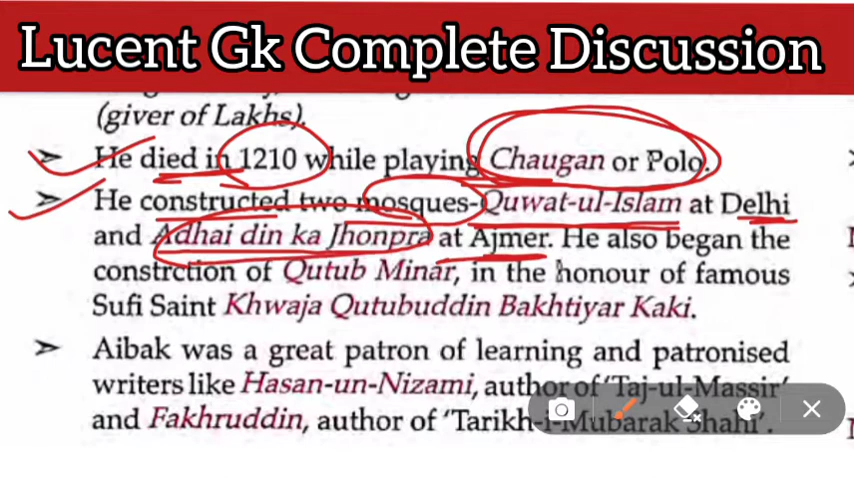 Lucent Gk Complete Discussion
(giver of Lakhs).
He died in 1210 while playing Chaugan or Polo.
He constructed two mosques-Quwat-ul-Islam at Delhi
and Adhai din ka Jhonpra at Ajmer. He also began the
constrction of Qutub Minar, in the honour of famous
Sufi Saint Khwaja Qutubuddin Bakhtiyar Kaki.
Aibak was a great patron of learning and patronised
writers like Hasan-un-Nizami, author of 'Taj-ul-Massir'
and Fakhruddin, author of 'Tarikh-i-Mubarak Shahi'.